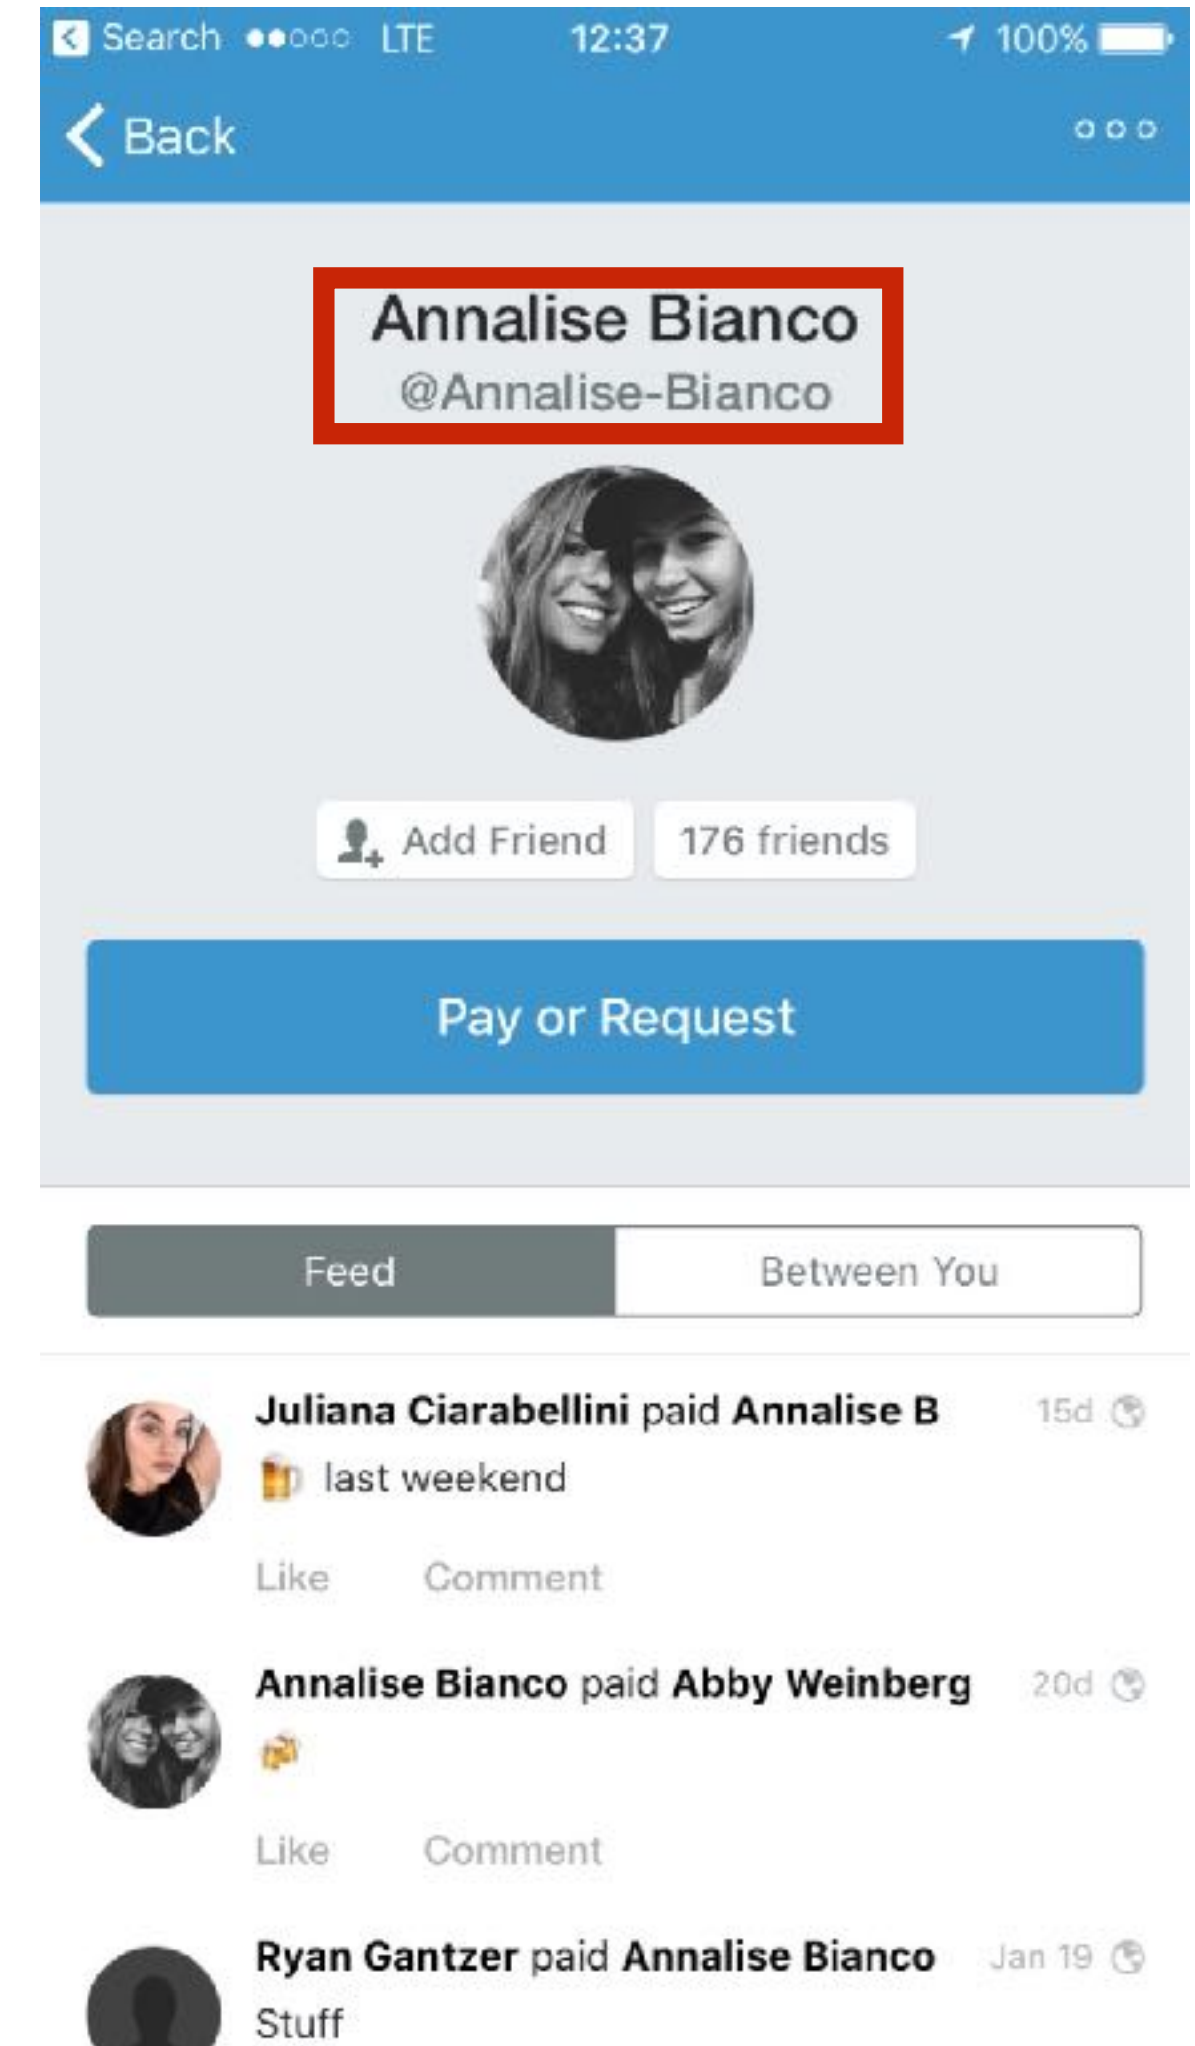 Search LTE 12:37 100%
Back
Annalise Bianco
@Annalise-Bianco
Add Friend 176 friends
Pay or Request
Feed Between You
Juliana Ciarabellini paid Annalise B 15d
🍺 last weekend
Like Comment
Annalise Bianco paid Abby Weinberg 20d
🍻
Like Comment
Ryan Gantzer paid Annalise Bianco Jan 19
Stuff